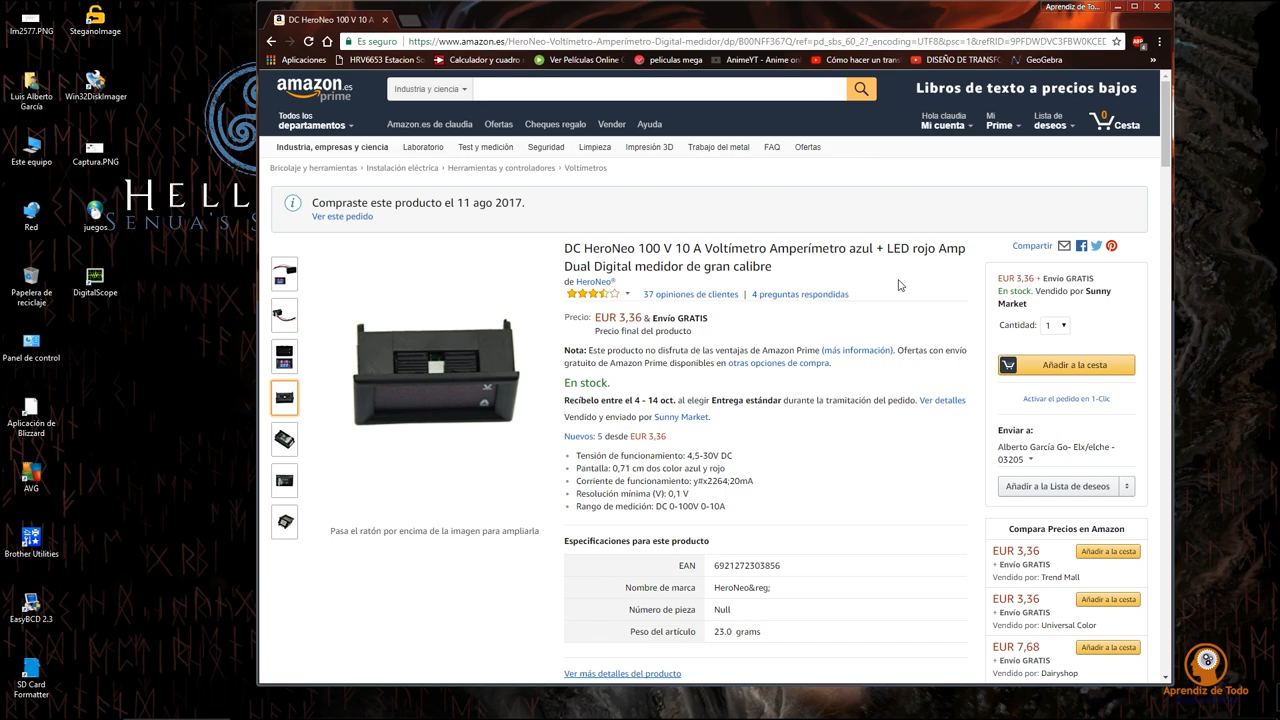 Im2577.PNG
SteganoImage
Luis Alberto
García
Win32DiskImager
Este equipo
Captura.PNG
Red
juegos
Papelera de
reciclaje
DigitalScope
Panel de control
Aplicación de
Blizzard
AVG
Brother Utilities
EasyBCD 2.3
SD Card
Formatter
HELL
SENUA'S S
DC HeroNeo 100 V 10 A
Aprendiz de To...
Es seguro
https://www.amazon.es/HeroNeo-Voltímetro-Amperímetro-Digital-medidor/dp/B00NFF367Q/ref=pd_sbs_60_2?_encoding=UTF8&psc=1&refRID=9PFDWDVC3FBW0KCED
Aplicaciones
HRV6653 Estacion So
Calculador y cuadro
Ver Películas Online
peliculas mega
AnimeYT - Anime onl
Cómo hacer un trans
DISEÑO DE TRANSF
GeoGebra
»
amazon.es
prime
Industria y ciencia
Libros de texto a precios bajos
Todos los
departamentos
Amazon.es de claudia Ofertas Cheques regalo Vender Ayuda
Hola claudia
Mi cuenta
Mi
Prime
Lista de
deseos
0
Cesta
Industria, empresas y ciencia Laboratorio Test y medición Seguridad Limpieza Impresión 3D Trabajo del metal FAQ Ofertas
Bricolaje y herramientas › Instalación eléctrica › Herramientas y controladores › Voltímetros
Compraste este producto el 11 ago 2017.
Ver este pedido
DC HeroNeo 100 V 10 A Voltímetro Amperímetro azul + LED rojo Amp
Dual Digital medidor de gran calibre
de HeroNeo®
37 opiniones de clientes | 4 preguntas respondidas
Precio: EUR 3,36 & Envío GRATIS
Precio final del producto
Nota: Este producto no disfruta de las ventajas de Amazon Prime (más información). Ofertas con envío
gratuito de Amazon Prime disponibles en otras opciones de compra.
En stock.
Recíbelo entre el 4 - 14 oct. al elegir Entrega estándar durante la tramitación del pedido. Ver detalles
Vendido y enviado por Sunny Market.
Nuevos: 5 desde EUR 3,36
Tensión de funcionamiento: 4,5-30V DC
Pantalla: 0,71 cm dos color azul y rojo
Corriente de funcionamiento: y#x2264;20mA
Resolución mínima (V): 0,1 V
Rango de medición: DC 0-100V 0-10A
Pasa el ratón por encima de la imagen para ampliarla
V
A
Especificaciones para este producto
EAN 6921272303856
Nombre de marca HeroNeo&reg;
Número de pieza Null
Peso del artículo 23.0 grams
Ver más detalles del producto
Compartir
EUR 3,36 + Envío GRATIS
En stock. Vendido por Sunny
Market
Cantidad: 1
Añadir a la cesta
Activar el pedido en 1-Clic
Enviar a:
Alberto García Go- Elx/elche -
03205
Añadir a la Lista de deseos
Compara Precios en Amazon
EUR 3,36 Añadir a la cesta
+ Envío GRATIS
Vendido por: Trend Mall
EUR 3,36 Añadir a la cesta
+ Envío GRATIS
Vendido por: Universal Color
EUR 7,68 Añadir a la cesta
+ Envío GRATIS
Vendido por: Dairyshop
Aprendiz de Todo